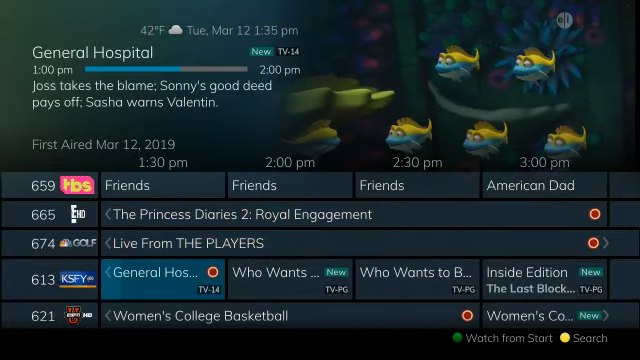 42°F Tue, Mar 12 1:35 pm
General Hospital New TV-14
1:00 pm 2:00 pm
Joss takes the blame; Sonny's good deed
pays off; Sasha warns Valentin.
First Aired Mar 12, 2019
1:30 pm 2:00 pm 2:30 pm 3:00 pm
659 tbs Friends Friends Friends American Dad
665 E! HD The Princess Diaries 2: Royal Engagement
674 GOLF Live From THE PLAYERS
613 KSFY General Hos... Who Wants ... New Who Wants to B... Inside Edition New
TV-14 TV-PG TV-PG The Last Block... TV-PG
621 U ESPN HD Women's College Basketball Women's Co... New
Watch from Start Search